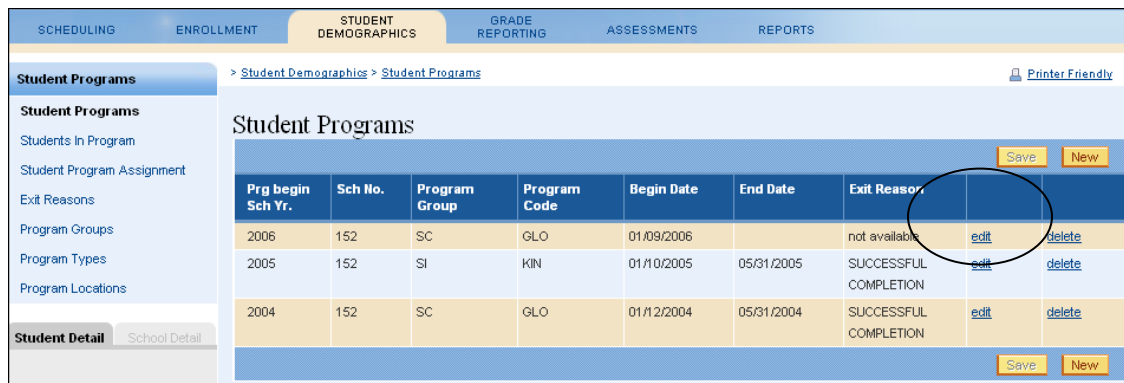 SCHEDULING ENROLLMENT STUDENT DEMOGRAPHICS GRADE REPORTING ASSESSMENTS REPORTS
Student Programs
> Student Demographics > Student Programs
Printer Friendly
Student Programs
Students In Program
Student Program Assignment
Exit Reasons
Program Groups
Program Types
Program Locations
Student Detail School Detail
Student Programs
Save New
Prg begin Sch Yr. Sch No. Program Group Program Code Begin Date End Date Exit Reason
2006 152 SC GLO 01/09/2006 not available edit delete
2005 152 SI KIN 01/10/2005 05/31/2005 SUCCESSFUL COMPLETION edit delete
2004 152 SC GLO 01/12/2004 05/31/2004 SUCCESSFUL COMPLETION edit delete
Save New